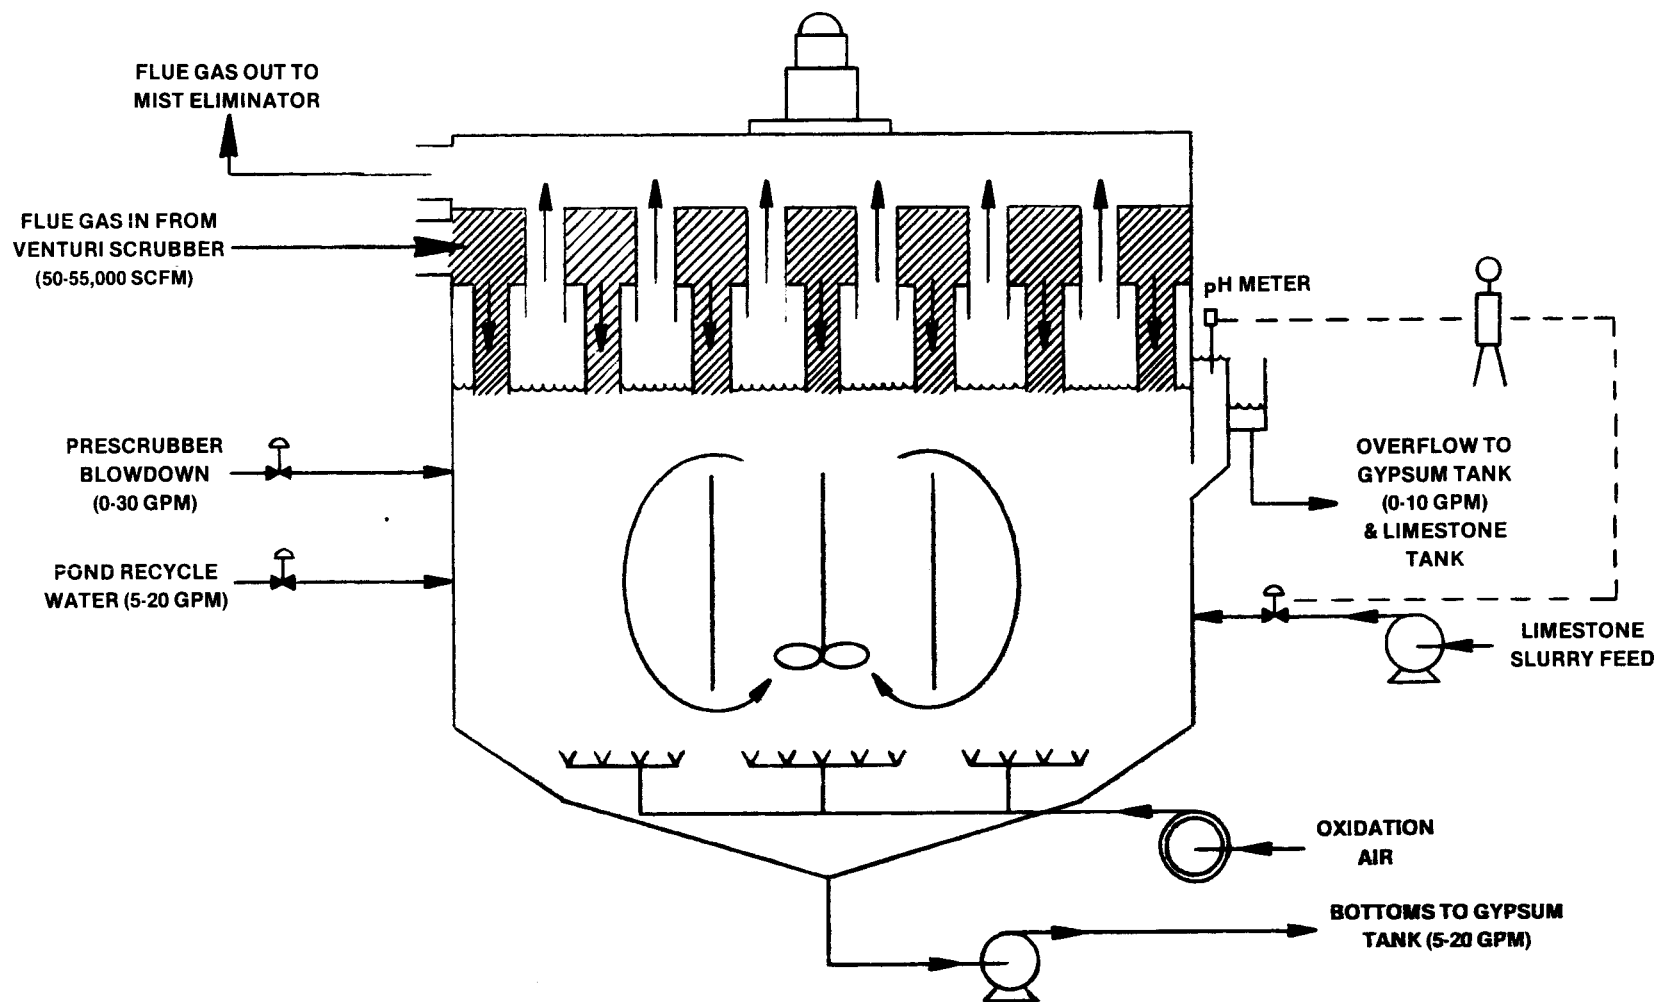 FLUE GAS OUT TO
MIST ELIMINATOR
FLUE GAS IN FROM
VENTURI SCRUBBER
(50-55,000 SCFM)
pH METER
PRESCRUBBER
BLOWDOWN
(0-30 GPM)
OVERFLOW TO
GYPSUM TANK
(0-10 GPM)
& LIMESTONE
TANK
POND RECYCLE
WATER (5-20 GPM)
LIMESTONE
SLURRY FEED
OXIDATION
AIR
BOTTOMS TO GYPSUM
TANK (5-20 GPM)